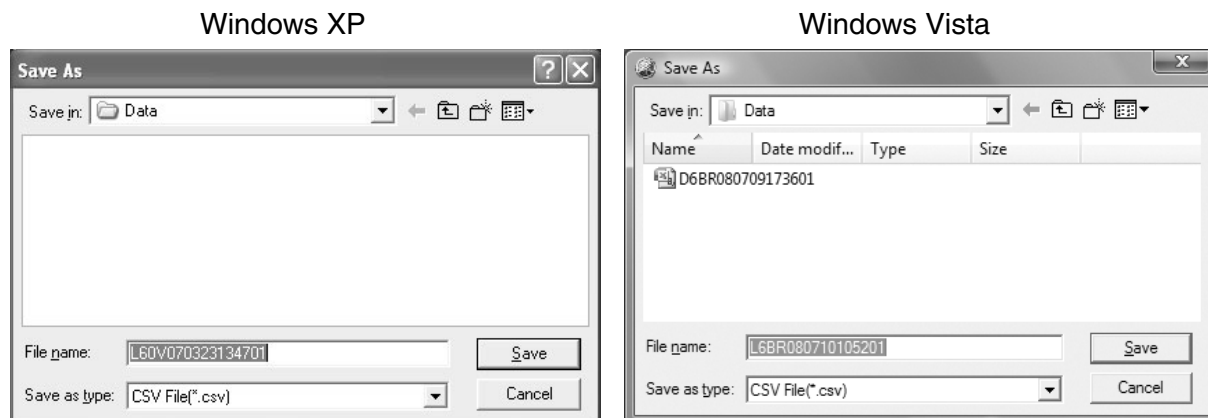 Windows XP
Save As
Save in: Data
File name: L60V070323134701
Save
Save as type: CSV File(*.csv)
Cancel
Windows Vista
Save As
Save in: Data
Name Date modif... Type Size
D6BR080709173601
File name: L6BR080710105201
Save
Save as type: CSV File(*.csv)
Cancel